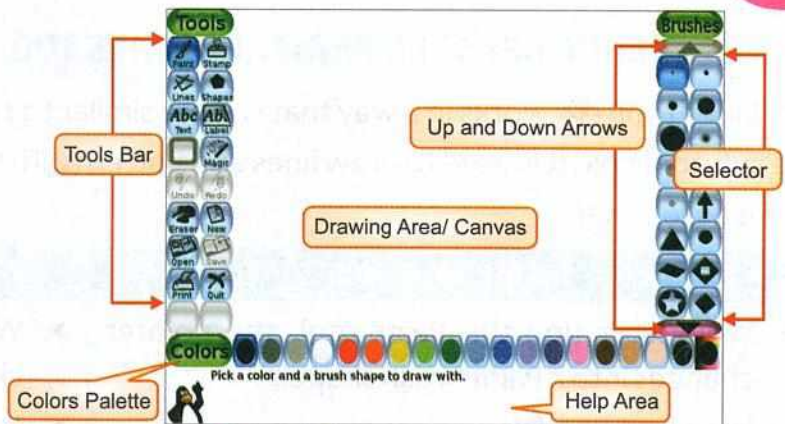 Tools
Brushes
Paint Stamp
Lines Shapes
Abc Abc
Text Label
Magic
Undo Redo
Eraser New
Open Save
Print Quit
Tools Bar
Up and Down Arrows
Selector
Drawing Area/ Canvas
Colors
Pick a color and a brush shape to draw with.
Colors Palette
Help Area